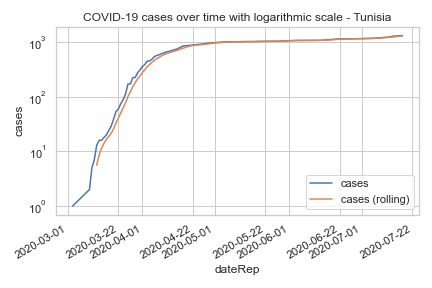 COVID-19 cases over time with logarithmic scale - Tunisia
cases
10³
10²
10¹
10⁰
cases
cases (rolling)
2020-03-01
2020-03-22
2020-04-01
2020-04-22
2020-05-01
2020-05-22
2020-06-01
2020-06-22
2020-07-01
2020-07-22
dateRep